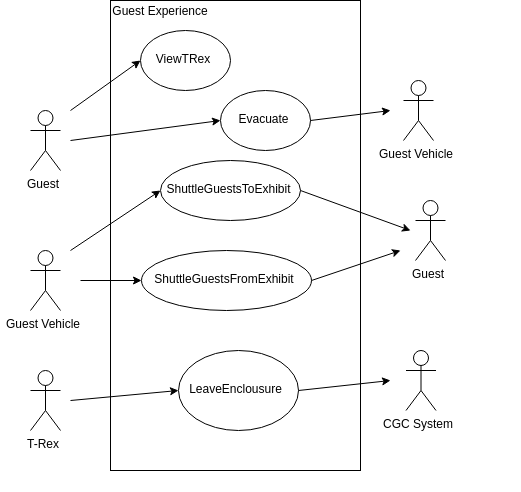 Guest Experience
ViewTRex
Evacuate
Guest Vehicle
Guest
ShuttleGuestsToExhibit
Guest
ShuttleGuestsFromExhibit
Guest Vehicle
LeaveEnclousure
T-Rex
CGC System